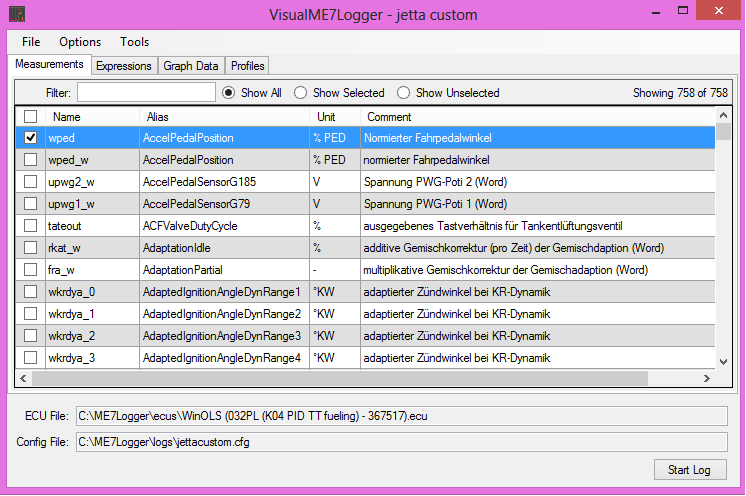 VisualME7Logger - jetta custom
File Options Tools
Measurements Expressions Graph Data Profiles
Filter: Show All Show Selected Show Unselected Showing 758 of 758
Name Alias Unit Comment
wped AccelPedalPosition % PED Normierter Fahrpedalwinkel
wped_w AccelPedalPosition % PED normierter Fahrpedalwinkel
upwg2_w AccelPedalSensorG185 V Spannung PWG-Poti 2 (Word)
upwg1_w AccelPedalSensorG79 V Spannung PWG-Poti 1 (Word)
tateout ACFValveDutyCycle % ausgegebenes Tastverhältnis für Tankentlüftungsventil
rkat_w AdaptationIdle % additive Gemischkorrektur (pro Zeit) der Gemischdaption (Word)
fra_w AdaptationPartial - multiplikative Gemischkorrektur der Gemischadaption (Word)
wkrdya_0 AdaptedIgnitionAngleDynRange1 °KW adaptierter Zündwinkel bei KR-Dynamik
wkrdya_1 AdaptedIgnitionAngleDynRange2 °KW adaptierter Zündwinkel bei KR-Dynamik
wkrdya_2 AdaptedIgnitionAngleDynRange3 °KW adaptierter Zündwinkel bei KR-Dynamik
wkrdya_3 AdaptedIgnitionAngleDynRange4 °KW adaptierter Zündwinkel bei KR-Dynamik
ECU File: C:\ME7Logger\ecus\WinOLS (032PL (K04 PID TT fueling) - 367517).ecu
Config File: C:\ME7Logger\logs\jettacustom.cfg
Start Log